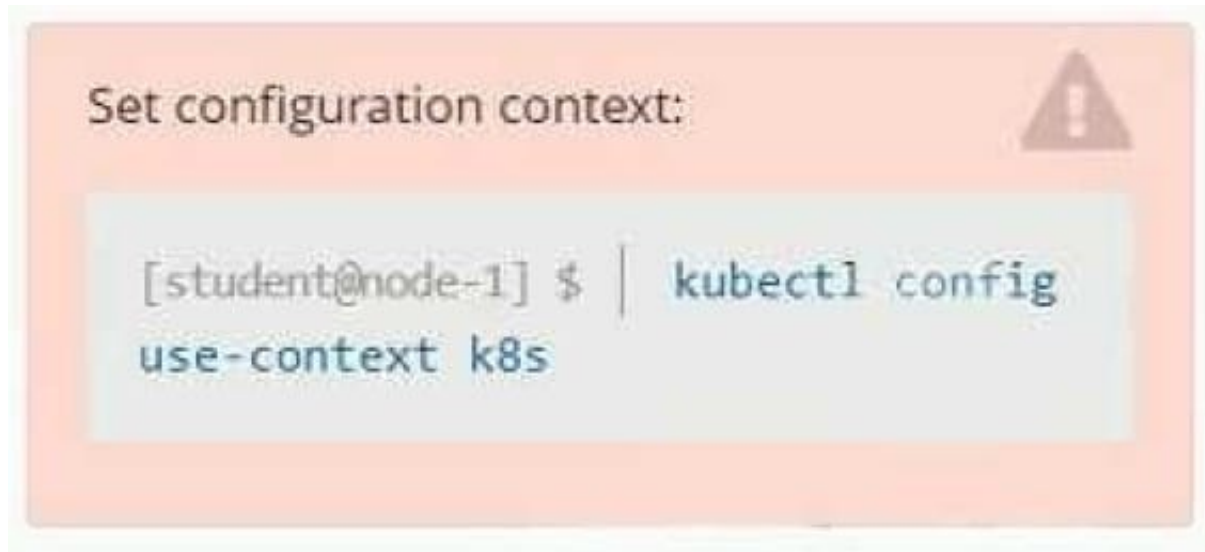 Set configuration context:
[student@node-1] $ | kubectl config
use-context k8s